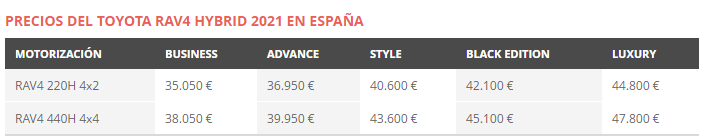 PRECIOS DEL TOYOTA RAV4 HYBRID 2021 EN ESPAÑA
MOTORIZACIÓN BUSINESS ADVANCE STYLE BLACK EDITION LUXURY
RAV4 220H 4x2 35.050 € 36.950 € 40.600 € 42.100 € 44.800 €
RAV4 440H 4x4 38.050 € 39.950 € 43.600 € 45.100 € 47.800 €